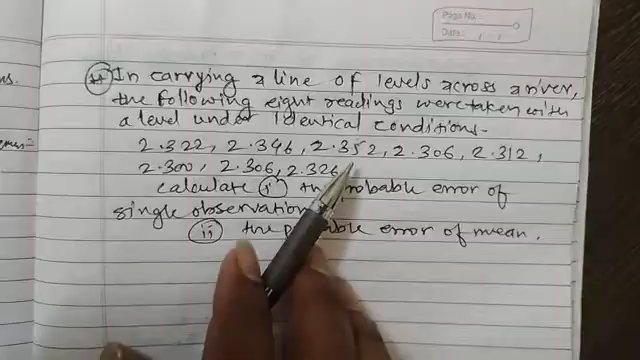 Page No.:
Date: / /
ns.
(#) In carrying a line of levels across a river,
the following eight readings were taken with
a level under Identical conditions-
2.322, 2.346, 2.352, 2.306, 2.312,
2.300, 2.306, 2.326
calculate (i) the probable error of
single observation
(ii) the probable error of mean.